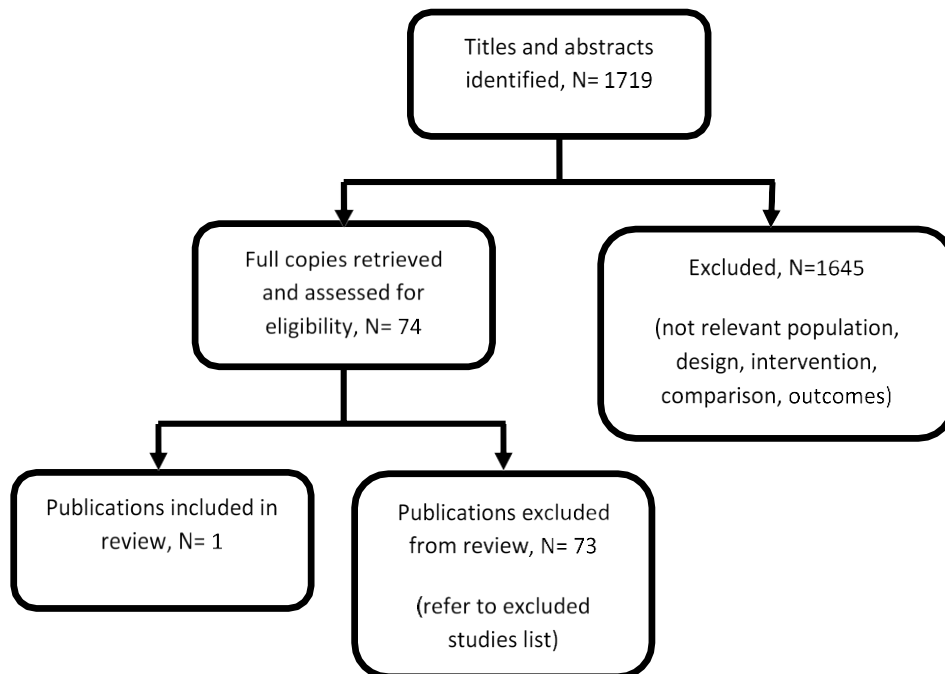 Titles and abstracts
identified, N= 1719
Full copies retrieved
and assessed for
eligibility, N= 74
Excluded, N=1645
(not relevant population,
design, intervention,
comparison, outcomes)
Publications included in
review, N= 1
Publications excluded
from review, N= 73
(refer to excluded
studies list)